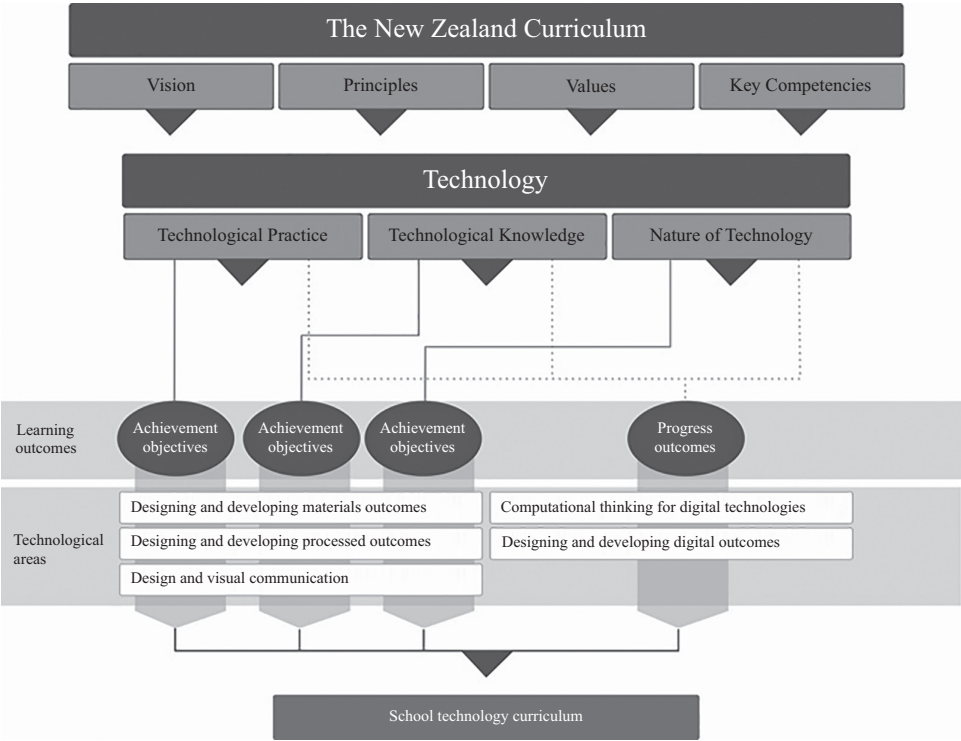 The New Zealand Curriculum
Vision
Principles
Values
Key Competencies
Technology
Technological Practice
Technological Knowledge
Nature of Technology
Learning
outcomes
Achievement
objectives
Achievement
objectives
Achievement
objectives
Progress
outcomes
Technological
areas
Designing and developing materials outcomes
Designing and developing processed outcomes
Design and visual communication
Computational thinking for digital technologies
Designing and developing digital outcomes
School technology curriculum